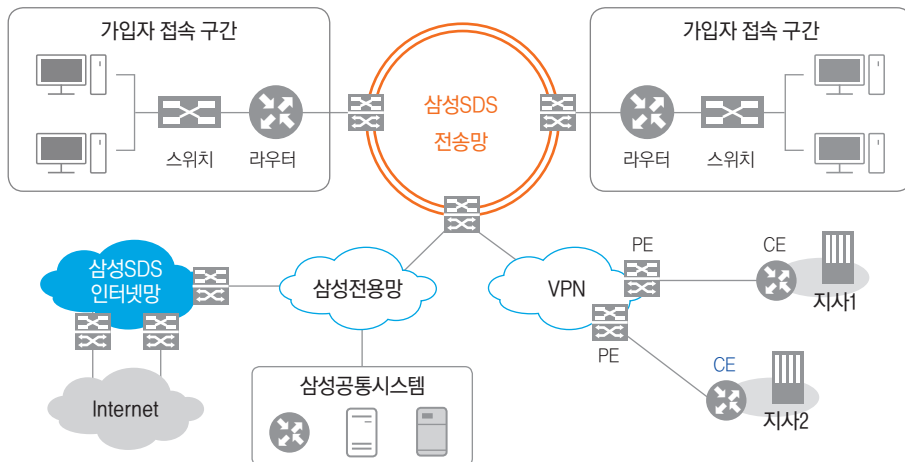 가입자 접속 구간
가입자 접속 구간
삼성SDS
전송망
스위치
라우터
라우터
스위치
삼성SDS
인터넷망
삼성전용망
VPN
PE
CE
지사1
PE
CE
지사2
Internet
삼성공통시스템